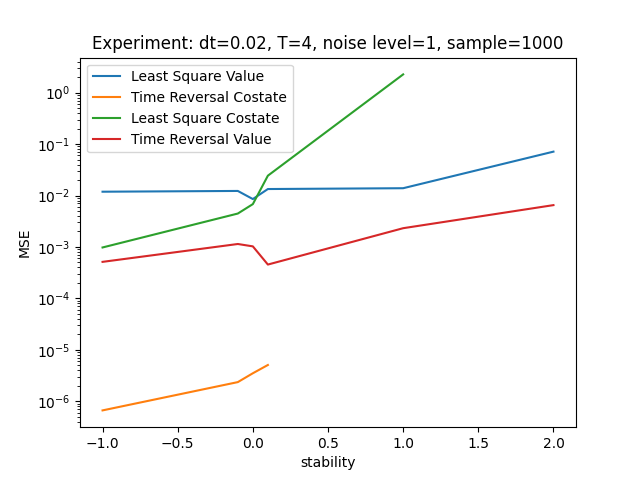 Experiment: dt=0.02, T=4, noise level=1, sample=1000
Least Square Value
Time Reversal Costate
Least Square Costate
Time Reversal Value
MSE
10⁰
10⁻¹
10⁻²
10⁻³
10⁻⁴
10⁻⁵
10⁻⁶
−1.0 −0.5 0.0 0.5 1.0 1.5 2.0
stability